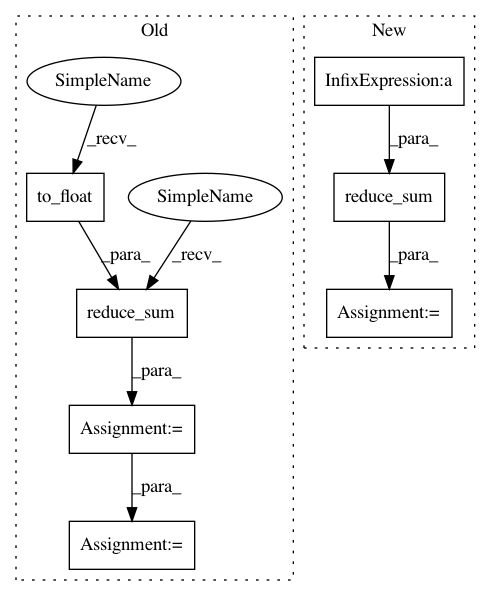 Old
New
SimpleName
InfixExpression:a
_recv_
_para_
to_float
SimpleName
reduce_sum
_para_
_recv_
_para_
reduce_sum
Assignment:=
_para_
Assignment:=
_para_
Assignment:=